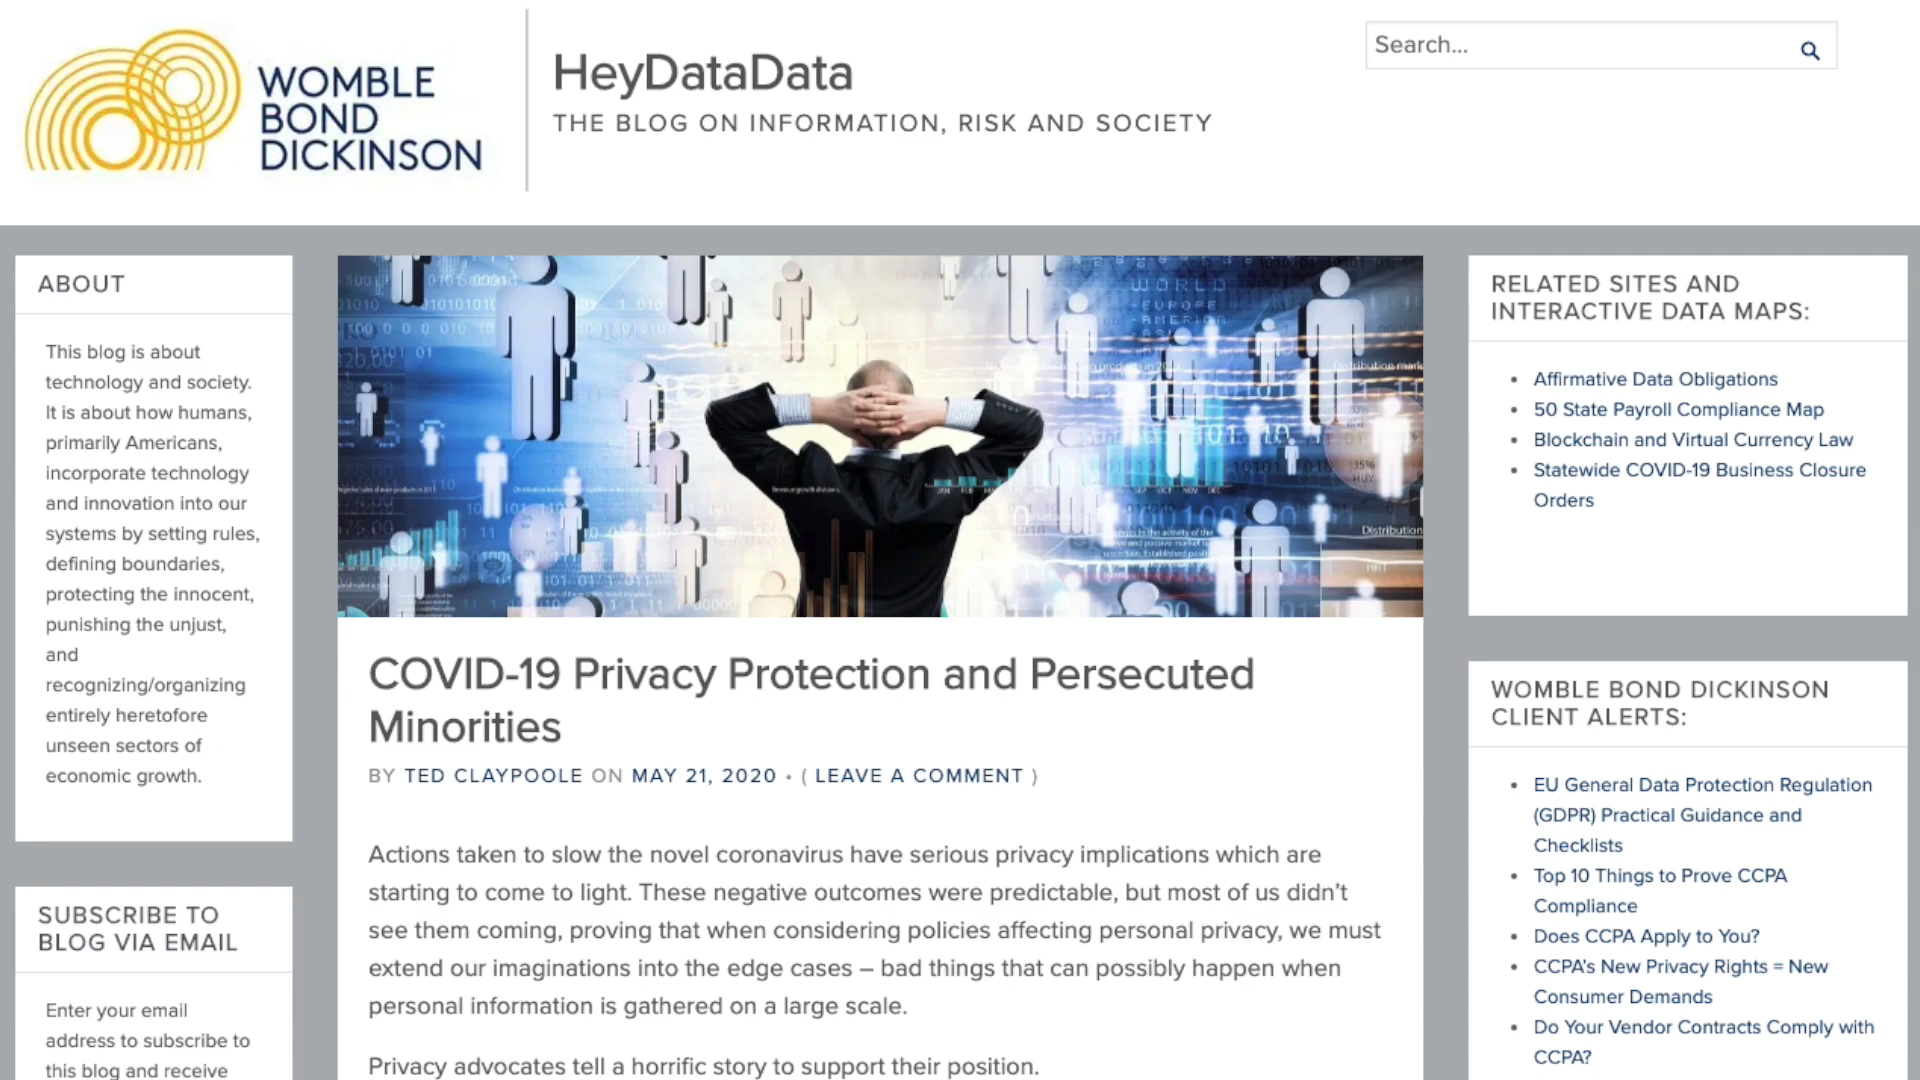 WOMBLE
BOND
DICKINSON
HeyDataData
THE BLOG ON INFORMATION, RISK AND SOCIETY
Search...
ABOUT
This blog is about
technology and society.
It is about how humans,
primarily Americans,
incorporate technology
and innovation into our
systems by setting rules,
defining boundaries,
protecting the innocent,
punishing the unjust,
and
recognizing/organizing
entirely heretofore
unseen sectors of
economic growth.
SUBSCRIBE TO
BLOG VIA EMAIL
Enter your email
address to subscribe to
this blog and receive
WORLD
-EUROPE
-AMERICA
Distribution
COVID-19 Privacy Protection and Persecuted
Minorities
BY TED CLAYPOOLE ON MAY 21, 2020 • ( LEAVE A COMMENT )
Actions taken to slow the novel coronavirus have serious privacy implications which are
starting to come to light. These negative outcomes were predictable, but most of us didn’t
see them coming, proving that when considering policies affecting personal privacy, we must
extend our imaginations into the edge cases – bad things that can possibly happen when
personal information is gathered on a large scale.
Privacy advocates tell a horrific story to support their position.
RELATED SITES AND
INTERACTIVE DATA MAPS:
• Affirmative Data Obligations
• 50 State Payroll Compliance Map
• Blockchain and Virtual Currency Law
• Statewide COVID-19 Business Closure
Orders
WOMBLE BOND DICKINSON
CLIENT ALERTS:
• EU General Data Protection Regulation
(GDPR) Practical Guidance and
Checklists
• Top 10 Things to Prove CCPA
Compliance
• Does CCPA Apply to You?
• CCPA's New Privacy Rights = New
Consumer Demands
• Do Your Vendor Contracts Comply with
CCPA?